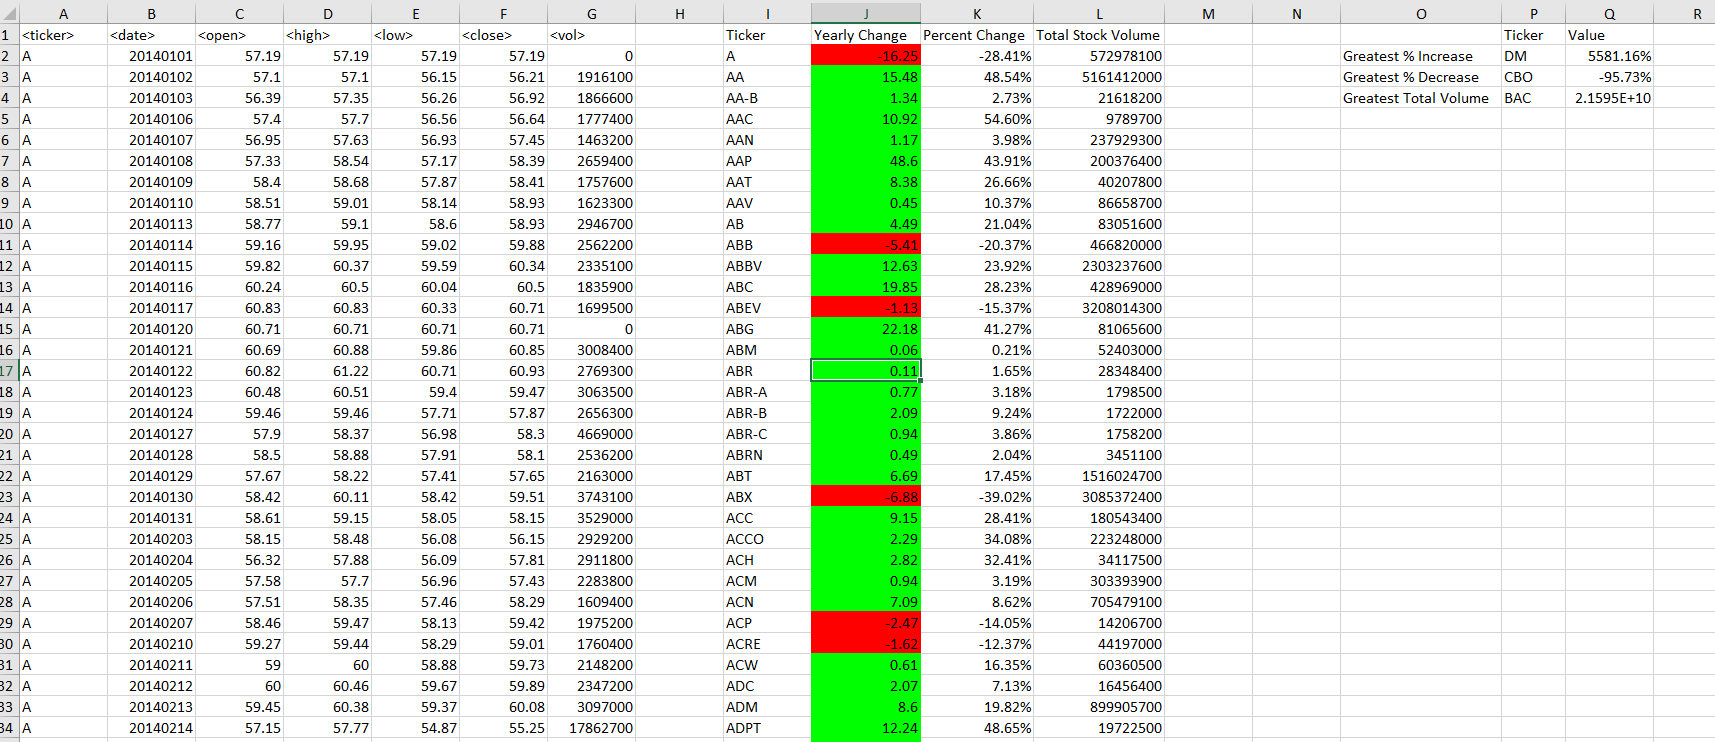 A B C D E F G H I J K L M N O P Q R
1 <ticker> <date> <open> <high> <low> <close> <vol> Ticker Yearly Change Percent Change Total Stock Volume Ticker Value
2 A 20140101 57.19 57.19 57.19 57.19 0 A -16.25 -28.41% 572978100 Greatest % Increase DM 5581.16%
3 A 20140102 57.1 57.1 56.15 56.21 1916100 AA 15.48 48.54% 5161412000 Greatest % Decrease CBO -95.73%
4 A 20140103 56.39 57.35 56.26 56.92 1866600 AA-B 1.34 2.73% 21618200 Greatest Total Volume BAC 2.1595E+10
5 A 20140106 57.4 57.7 56.56 56.64 1777400 AAC 10.92 54.60% 9789700
6 A 20140107 56.95 57.63 56.93 57.45 1463200 AAN 1.17 3.98% 237929300
7 A 20140108 57.33 58.54 57.17 58.39 2659400 AAP 48.6 43.91% 200376400
8 A 20140109 58.4 58.68 57.87 58.41 1757600 AAT 8.38 26.66% 40207800
9 A 20140110 58.51 59.01 58.14 58.93 1623300 AAV 0.45 10.37% 86658700
10 A 20140113 58.77 59.1 58.6 58.93 2946700 AB 4.49 21.04% 83051600
11 A 20140114 59.16 59.95 59.02 59.88 2562200 ABB -5.41 -20.37% 466820000
12 A 20140115 59.82 60.37 59.59 60.34 2335100 ABBV 12.63 23.92% 2303237600
13 A 20140116 60.24 60.5 60.04 60.5 1835900 ABC 19.85 28.23% 428969000
14 A 20140117 60.83 60.83 60.33 60.71 1699500 ABEV -1.13 -15.37% 3208014300
15 A 20140120 60.71 60.71 60.71 60.71 0 ABG 22.18 41.27% 81065600
16 A 20140121 60.69 60.88 59.86 60.85 3008400 ABM 0.06 0.21% 52403000
17 A 20140122 60.82 61.22 60.71 60.93 2769300 ABR 0.11 1.65% 28348400
18 A 20140123 60.48 60.51 59.4 59.47 3063500 ABR-A 0.77 3.18% 1798500
19 A 20140124 59.46 59.46 57.71 57.87 2656300 ABR-B 2.09 9.24% 1722000
20 A 20140127 57.9 58.37 56.98 58.3 4669000 ABR-C 0.94 3.86% 1758200
21 A 20140128 58.5 58.88 57.91 58.1 2536200 ABRN 0.49 2.04% 3451100
22 A 20140129 57.67 58.22 57.41 57.65 2163000 ABT 6.69 17.45% 1516024700
23 A 20140130 58.42 60.11 58.42 59.51 3743100 ABX -6.88 -39.02% 3085372400
24 A 20140131 58.61 59.15 58.05 58.15 3529000 ACC 9.15 28.41% 180543400
25 A 20140203 58.15 58.48 56.08 56.15 2929200 ACCO 2.29 34.08% 223248000
26 A 20140204 56.32 57.88 56.09 57.81 2911800 ACH 2.82 32.41% 34117500
27 A 20140205 57.58 57.7 56.96 57.43 2283800 ACM 0.94 3.19% 303393900
28 A 20140206 57.51 58.35 57.46 58.29 1609400 ACN 7.09 8.62% 705479100
29 A 20140207 58.46 59.47 58.13 59.42 1975200 ACP -2.47 -14.05% 14206700
30 A 20140210 59.27 59.44 58.29 59.01 1760400 ACRE -1.62 -12.37% 44197000
31 A 20140211 59 60 58.88 59.73 2148200 ACW 0.61 16.35% 60360500
32 A 20140212 60 60.46 59.67 59.89 2347200 ADC 2.07 7.13% 16456400
33 A 20140213 59.45 60.38 59.37 60.08 3097000 ADM 8.6 19.82% 899905700
34 A 20140214 57.15 57.77 54.87 55.25 17862700 ADPT 12.24 48.65% 19722500